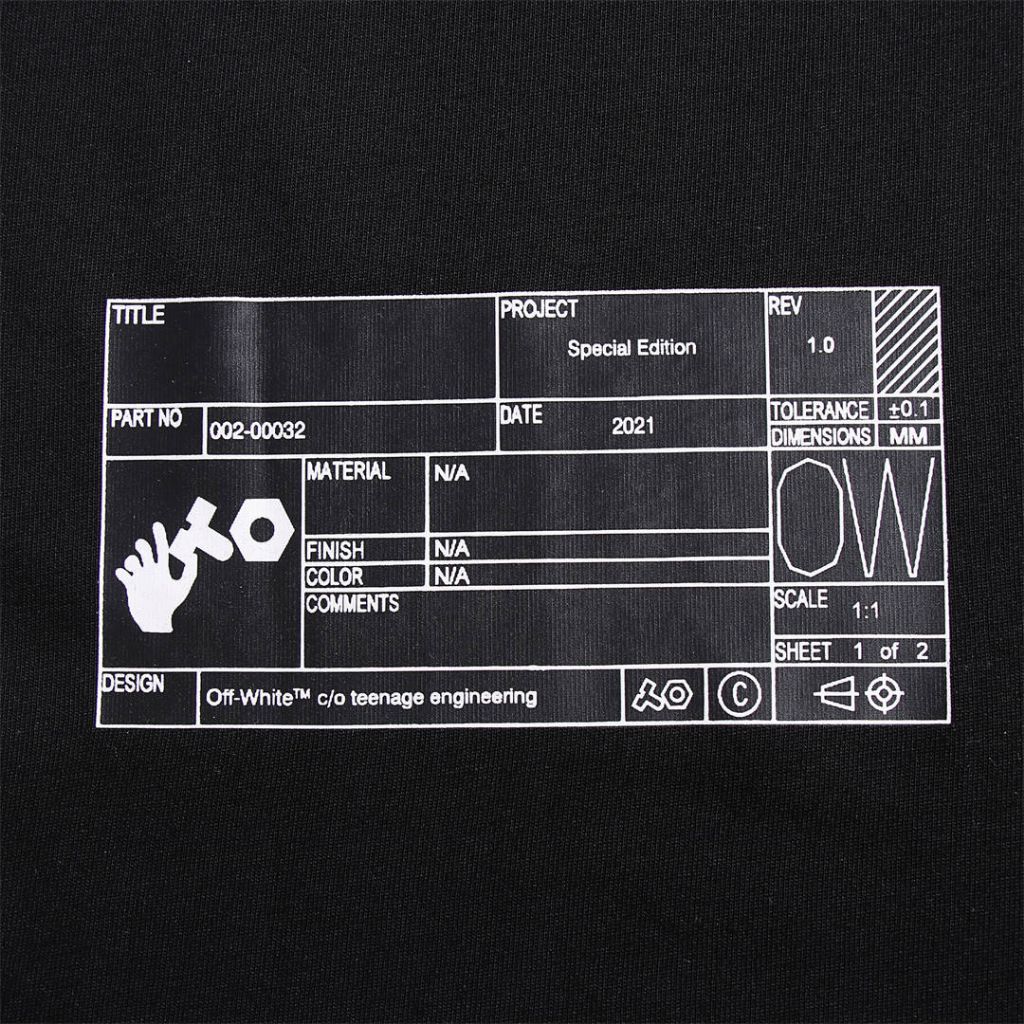 TITLE
PROJECT
Special Edition
REV
1.0
PART NO
002-00032
DATE
2021
TOLERANCE ±0.1
DIMENSIONS MM
MATERIAL N/A
FINISH N/A
COLOR N/A
COMMENTS
OW
SCALE 1:1
SHEET 1 of 2
DESIGN
Off-White™ c/o teenage engineering
©